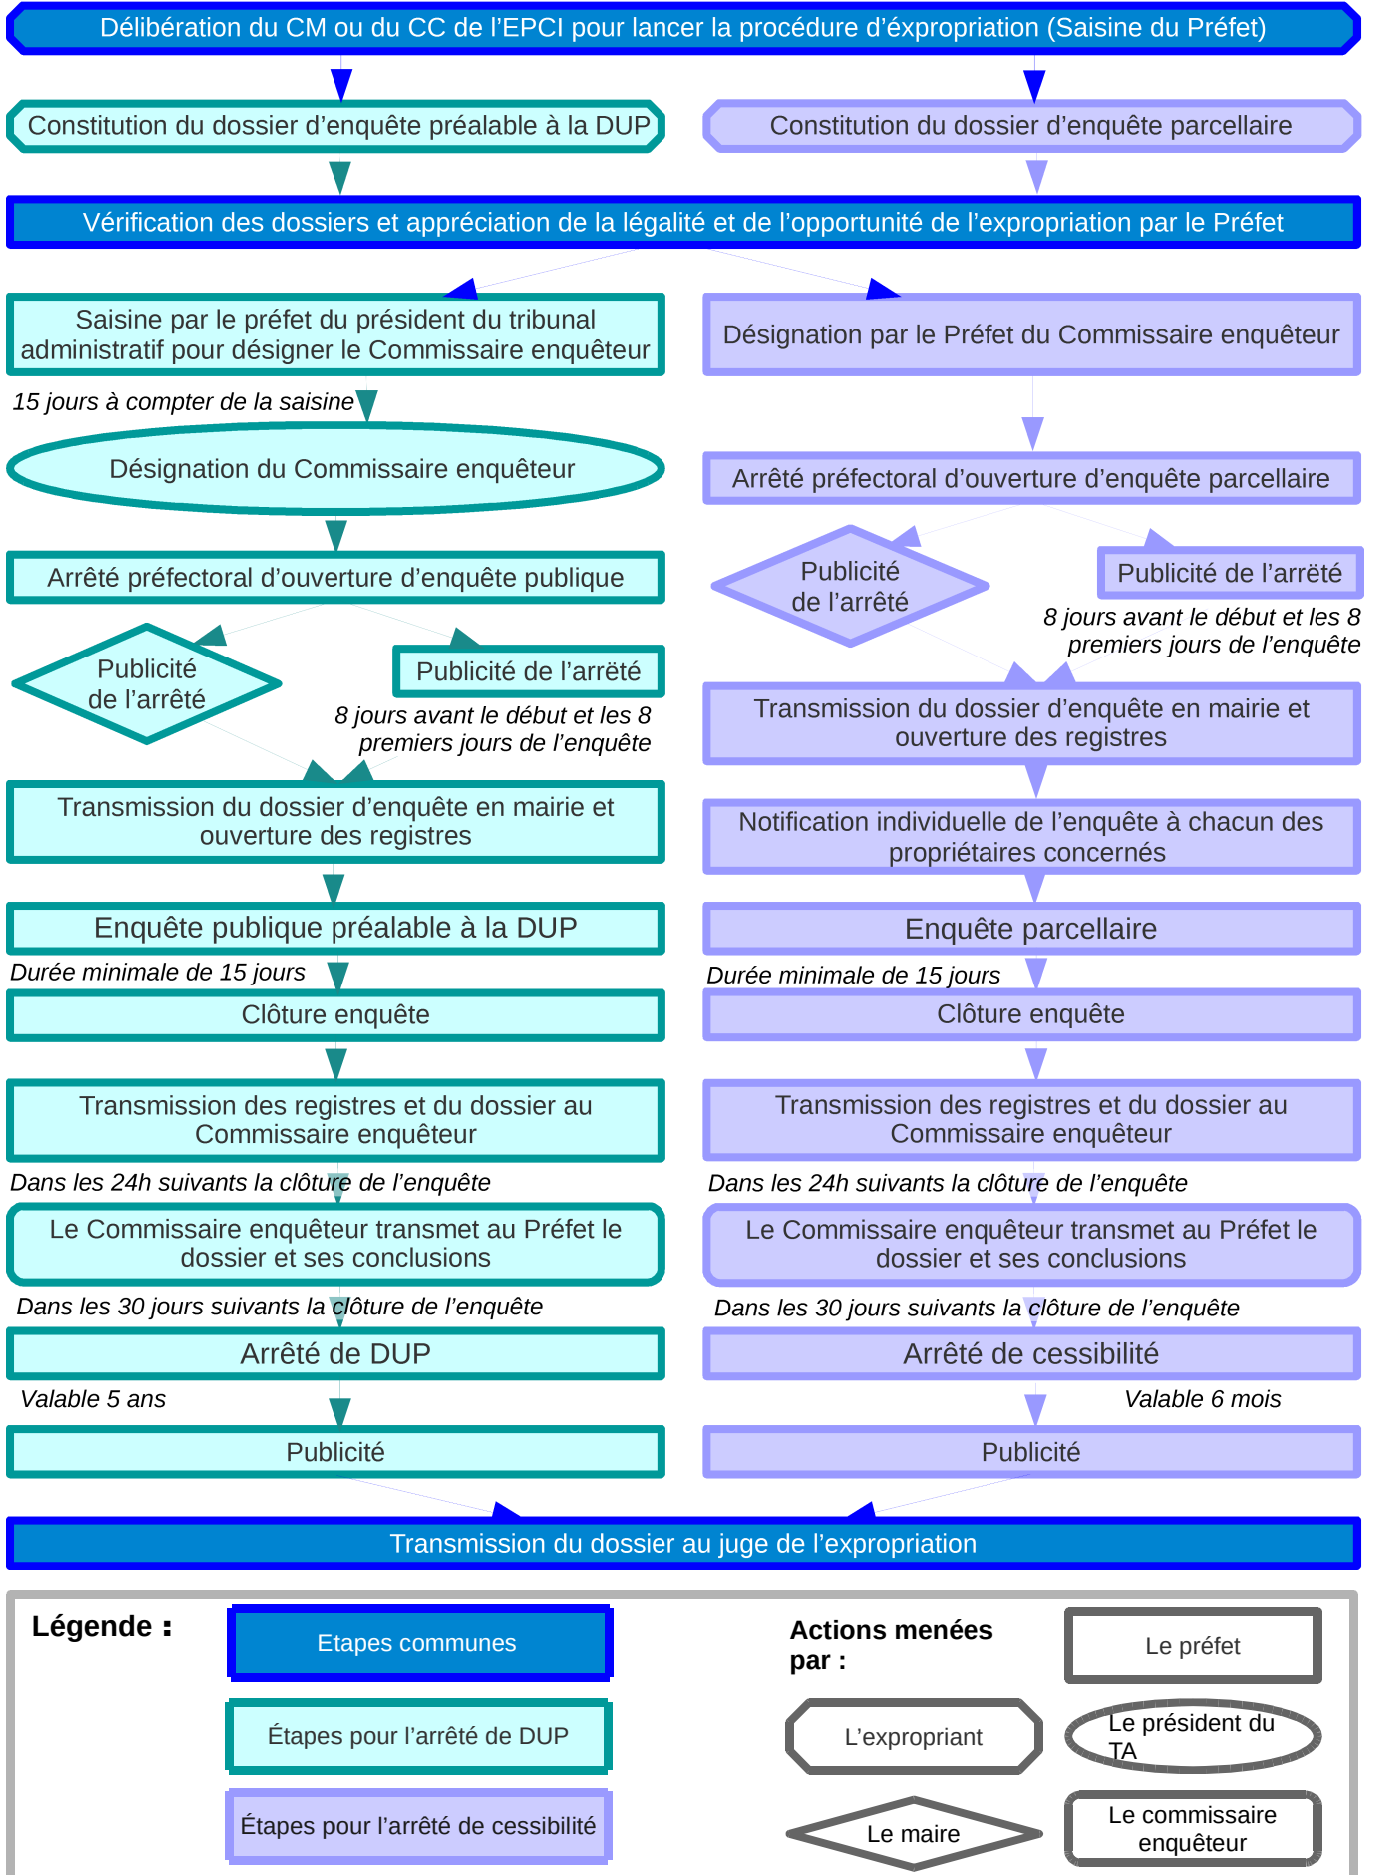 Délibération du CM ou du CC de l’EPCI pour lancer la procédure d’éxpropriation (Saisine du Préfet)
Constitution du dossier d’enquête préalable à la DUP
Constitution du dossier d’enquête parcellaire
Vérification des dossiers et appréciation de la légalité et de l’opportunité de l’expropriation par le Préfet
Saisine par le préfet du président du tribunal
administratif pour désigner le Commissaire enquêteur
Désignation par le Préfet du Commissaire enquêteur
15 jours à compter de la saisine
Désignation du Commissaire enquêteur
Arrêté préfectoral d’ouverture d’enquête parcellaire
Arrêté préfectoral d’ouverture d’enquête publique
Publicité
de l’arrêté
Publicité de l’arrëté
8 jours avant le début et les 8
premiers jours de l’enquête
Publicité
de l’arrêté
Publicité de l’arrëté
8 jours avant le début et les 8
premiers jours de l’enquête
Transmission du dossier d’enquête en mairie et
ouverture des registres
Transmission du dossier d’enquête en mairie et
ouverture des registres
Notification individuelle de l’enquête à chacun des
propriétaires concernés
Enquête publique préalable à la DUP
Enquête parcellaire
Durée minimale de 15 jours
Durée minimale de 15 jours
Clôture enquête
Clôture enquête
Transmission des registres et du dossier au
Commissaire enquêteur
Transmission des registres et du dossier au
Commissaire enquêteur
Dans les 24h suivants la clôture de l’enquête
Dans les 24h suivants la clôture de l’enquête
Le Commissaire enquêteur transmet au Préfet le
dossier et ses conclusions
Le Commissaire enquêteur transmet au Préfet le
dossier et ses conclusions
Dans les 30 jours suivants la clôture de l’enquête
Dans les 30 jours suivants la clôture de l’enquête
Arrêté de DUP
Arrêté de cessibilité
Valable 5 ans
Valable 6 mois
Publicité
Publicité
Transmission du dossier au juge de l’expropriation
Légende :
Etapes communes
Étapes pour l’arrêté de DUP
Étapes pour l’arrêté de cessibilité
Actions menées
par :
Le préfet
L’expropriant
Le président du
TA
Le maire
Le commissaire
enquêteur